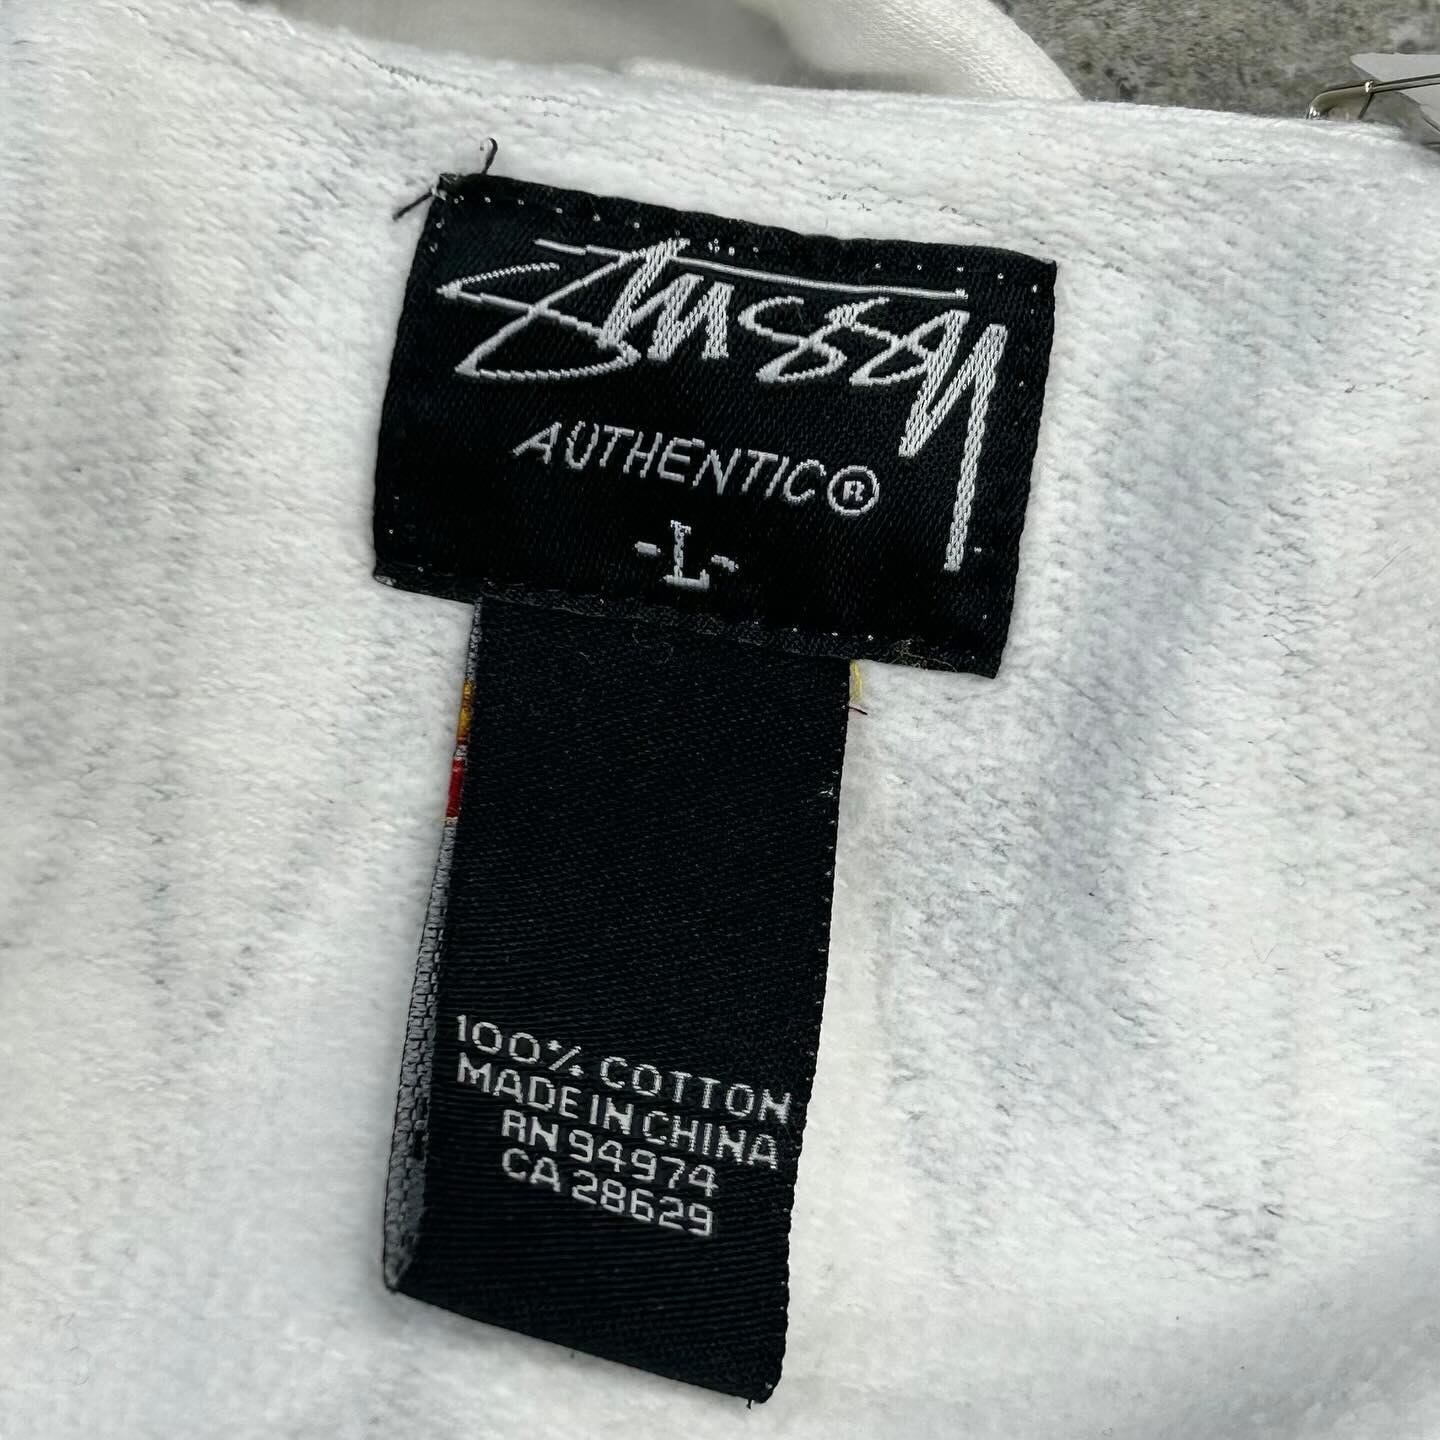 Stussy
AUTHENTIC®
-L-
100% COTTON
MADE IN CHINA
RN 94974
CA 28629